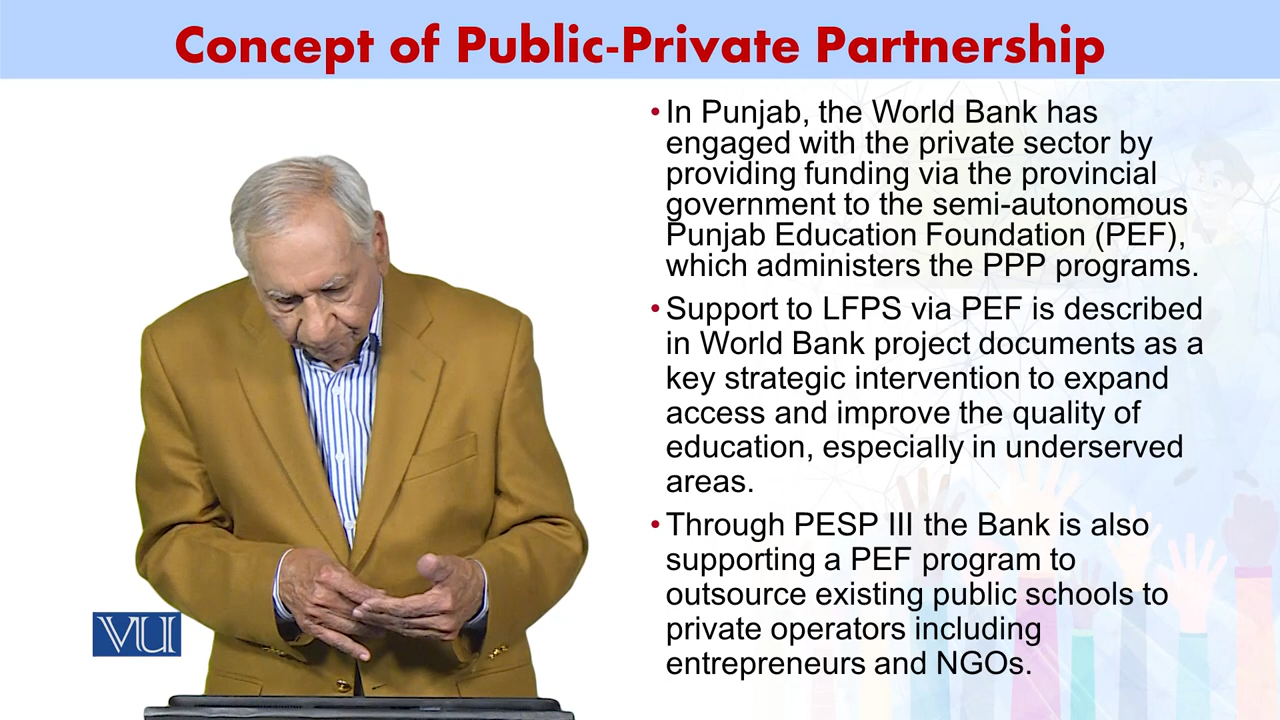 Concept of Public-Private Partnership
• In Punjab, the World Bank has
engaged with the private sector by
providing funding via the provincial
government to the semi-autonomous
Punjab Education Foundation (PEF),
which administers the PPP programs.
• Support to LFPS via PEF is described
in World Bank project documents as a
key strategic intervention to expand
access and improve the quality of
education, especially in underserved
areas.
• Through PESP III the Bank is also
supporting a PEF program to
outsource existing public schools to
private operators including
entrepreneurs and NGOs.
VU